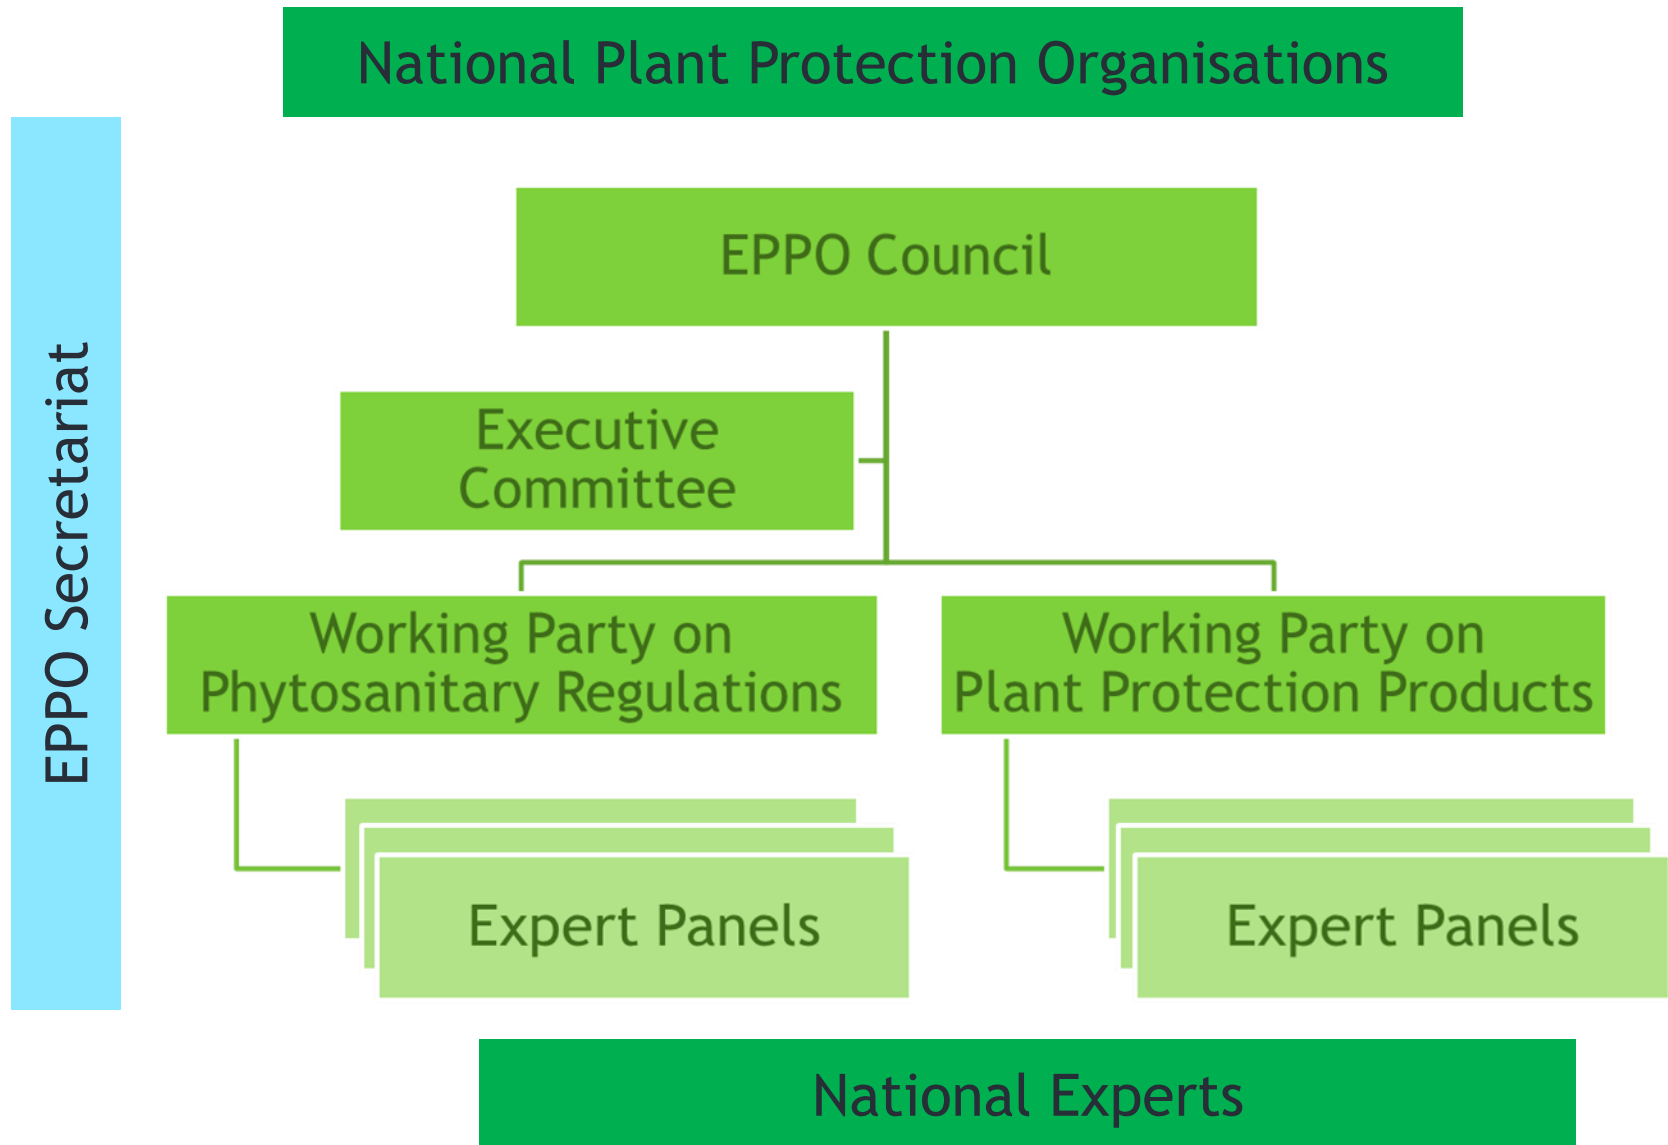 National Plant Protection Organisations
EPPO Secretariat
EPPO Council
Executive
Committee
Working Party on
Phytosanitary Regulations
Working Party on
Plant Protection Products
Expert Panels
Expert Panels
National Experts